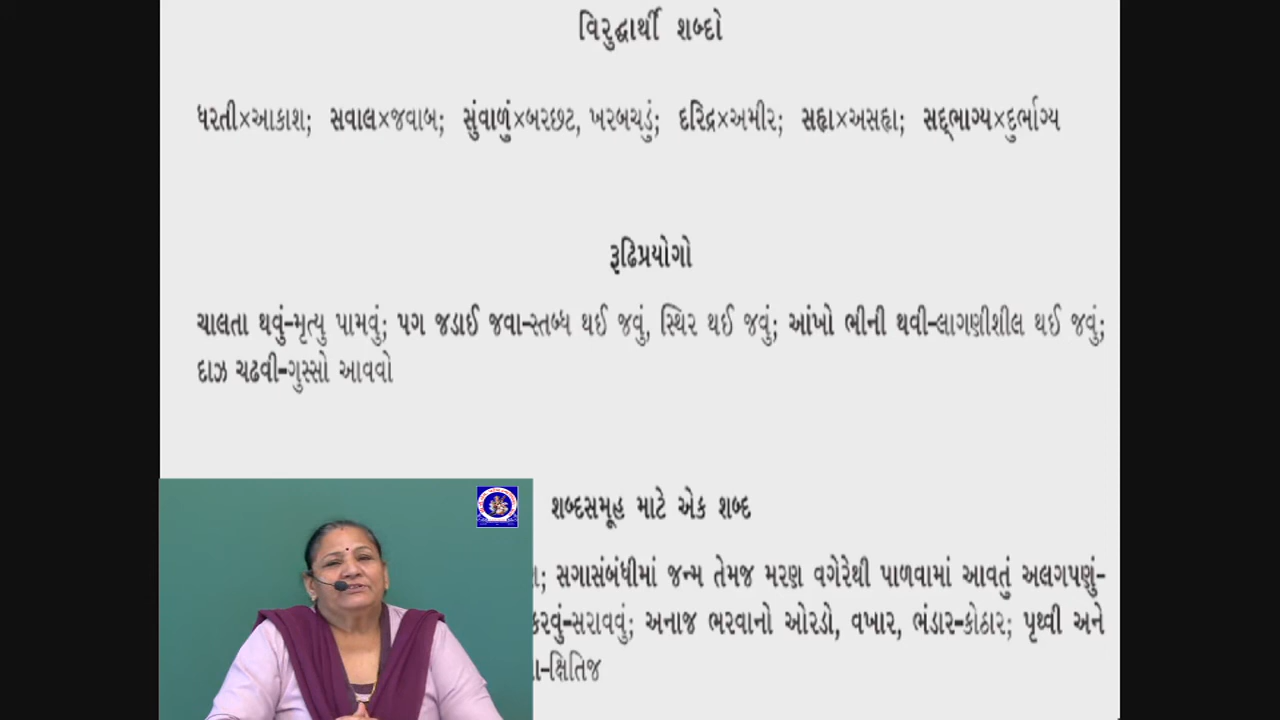 વિરુદ્ધાર્થી શબ્દો
ધરતી×આકાશ; સવાલ×જવાબ; સુંવાળું×બરછટ, ખરબચડું; દરિદ્ર×અમીર; સહ્ય×અસહ્ય; સદ્ભાગ્ય×દુર્ભાગ્ય
રૂઢિપ્રયોગો
ચાલતા થવું-મૃત્યુ પામવું; પગ જડાઈ જવા-સ્તબ્ધ થઈ જવું, સ્થિર થઈ જવું; આંખો ભીની થવી-લાગણીશીલ થઈ જવું;
દાઝ ચઢવી-ગુસ્સો આવવો
શબ્દસમૂહ માટે એક શબ્દ
સગાસંબંધીમાં જન્મ તેમજ મરણ વગેરેથી પાળવામાં આવતું અલગપણું-
કરવું-સરાવવું; અનાજ ભરવાનો ઓરડો, વખાર, ભંડાર-કોઠાર; પૃથ્વી અને
-ક્ષિતિજ